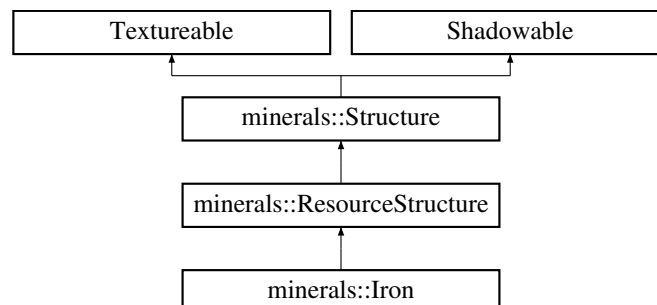 Textureable Shadowable
minerals::Structure
minerals::ResourceStructure
minerals::Iron